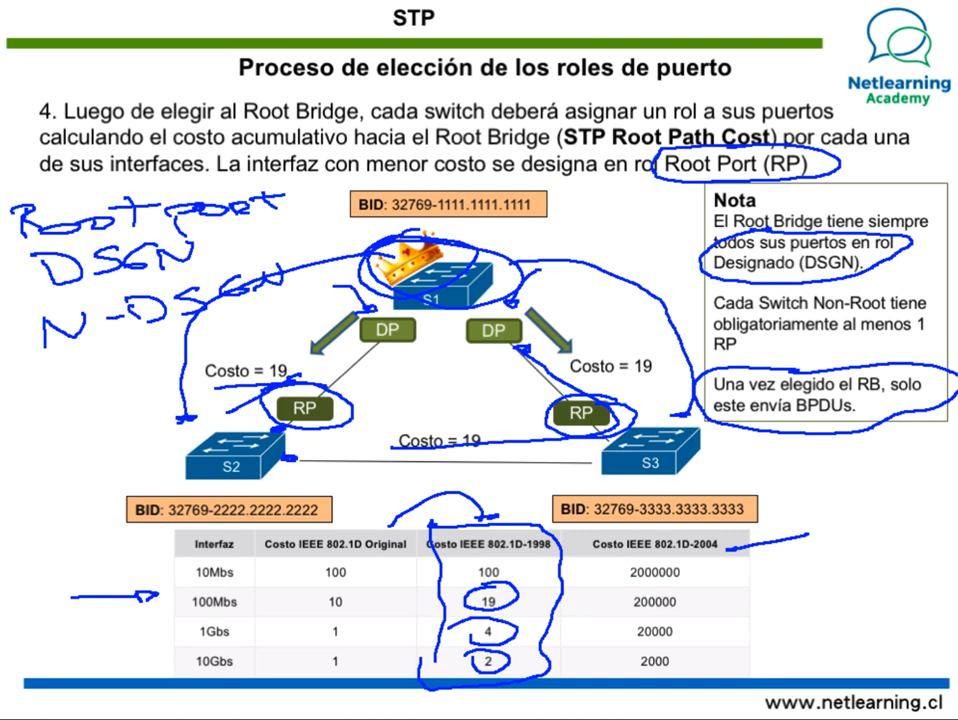 STP
Netlearning
Academy
Proceso de elección de los roles de puerto
4. Luego de elegir al Root Bridge, cada switch deberá asignar un rol a sus puertos
calculando el costo acumulativo hacia el Root Bridge (STP Root Path Cost) por cada una
de sus interfaces. La interfaz con menor costo se designa en ro Root Port (RP)
Root port
DSGN
N-DSGN
BID: 32769-1111.1111.1111
S1
DP
DP
Costo = 19
Costo = 19
RP
RP
Costo = 19
S2
S3
Nota
El Root Bridge tiene siempre
todos sus puertos en rol
Designado (DSGN).
Cada Switch Non-Root tiene
obligatoriamente al menos 1
RP
Una vez elegido el RB, solo
este envía BPDUs.
BID: 32769-2222.2222.2222
BID: 32769-3333.3333.3333
Interfaz Costo IEEE 802.1D Original Costo IEEE 802.1D-1998 Costo IEEE 802.1D-2004
10Mbs 100 100 2000000
100Mbs 10 19 200000
1Gbs 1 4 20000
10Gbs 1 2 2000
www.netlearning.cl